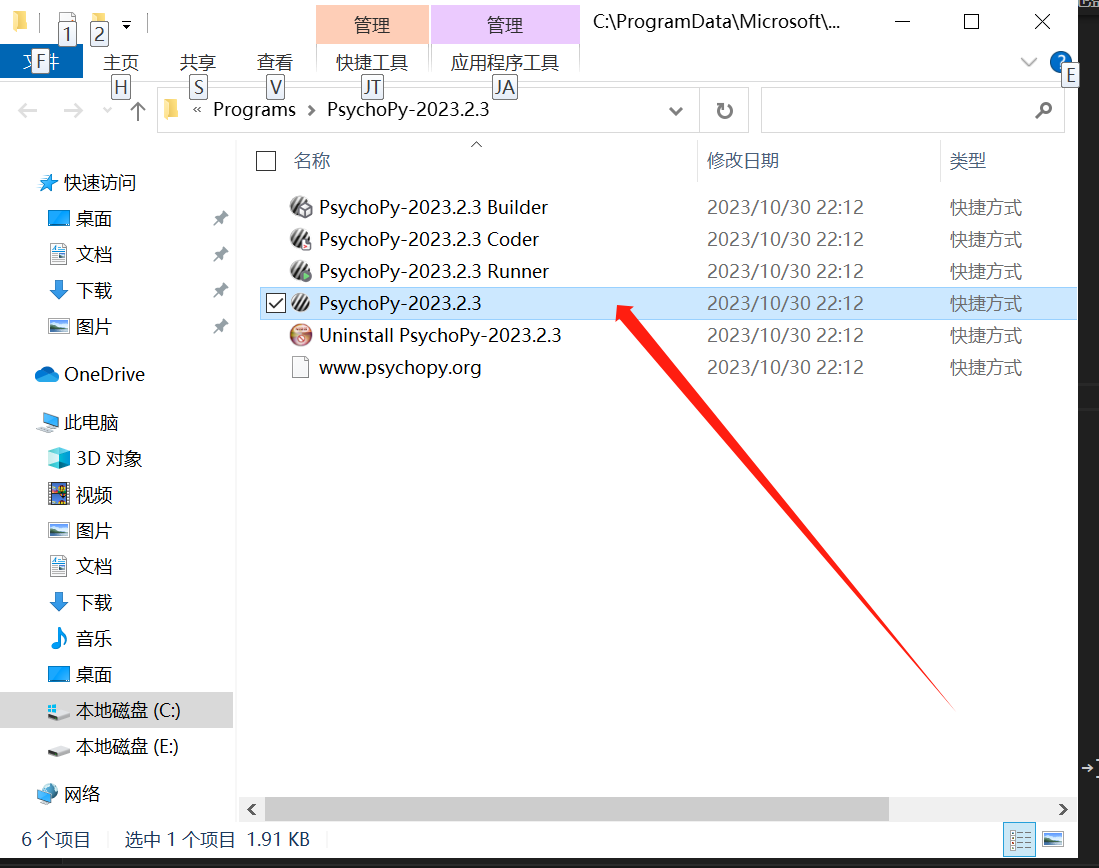 1 2 管理 管理 C:\ProgramData\Microsoft\...
文件 主页 共享 查看 快捷工具 应用程序工具 ?
F H S V JT JA E
« Programs > PsychoPy-2023.2.3
名称 修改日期 类型
PsychoPy-2023.2.3 Builder 2023/10/30 22:12 快捷方式
PsychoPy-2023.2.3 Coder 2023/10/30 22:12 快捷方式
PsychoPy-2023.2.3 Runner 2023/10/30 22:12 快捷方式
PsychoPy-2023.2.3 2023/10/30 22:12 快捷方式
Uninstall PsychoPy-2023.2.3 2023/10/30 22:12 快捷方式
www.psychopy.org 2023/10/30 22:12 快捷方式
快速访问
桌面
文档
下载
图片
OneDrive
此电脑
3D 对象
视频
图片
文档
下载
音乐
桌面
本地磁盘 (C:)
本地磁盘 (E:)
网络
6 个项目 选中 1 个项目 1.91 KB